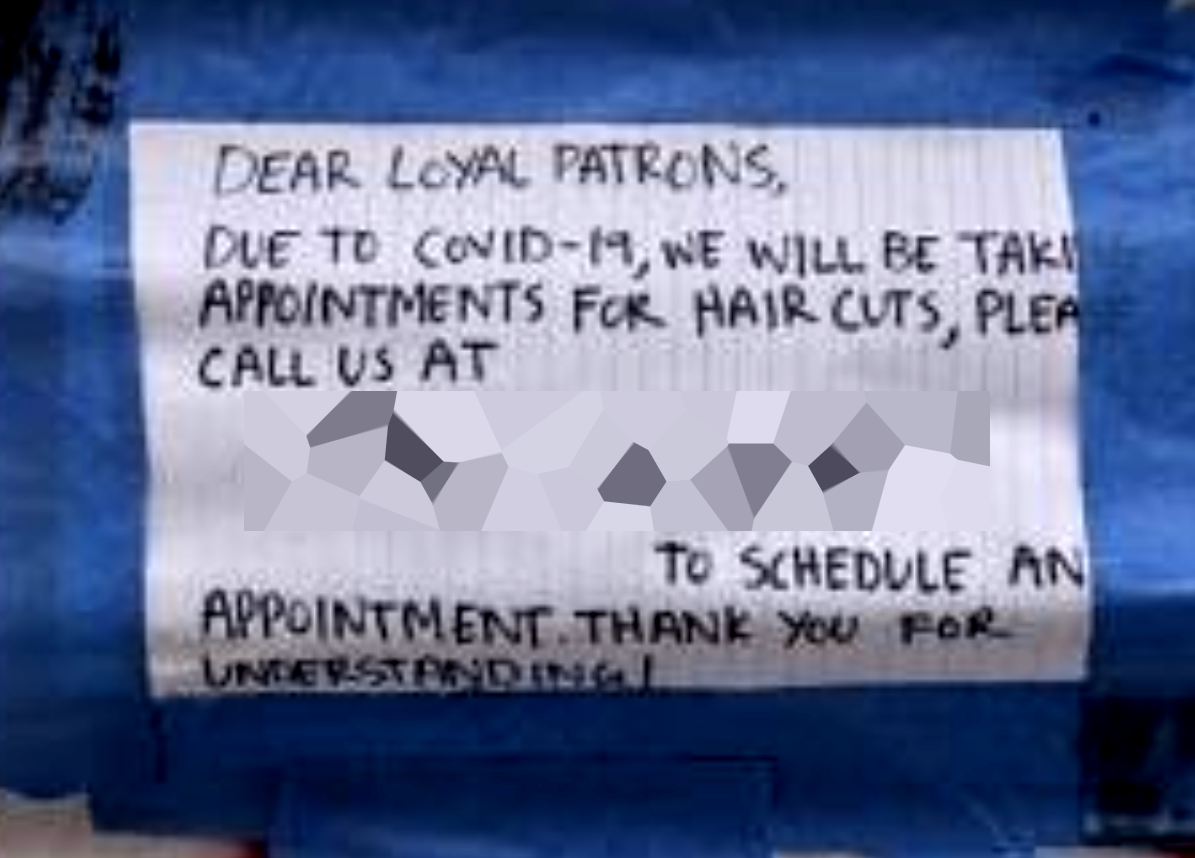 DEAR LOYAL PATRONS,
DUE TO COVID-19, WE WILL BE TAKI
APPOINTMENTS FOR HAIR CUTS, PLEA
CALL US AT
TO SCHEDULE AN
APPOINTMENT. THANK YOU FOR
UNDERSTANDING!